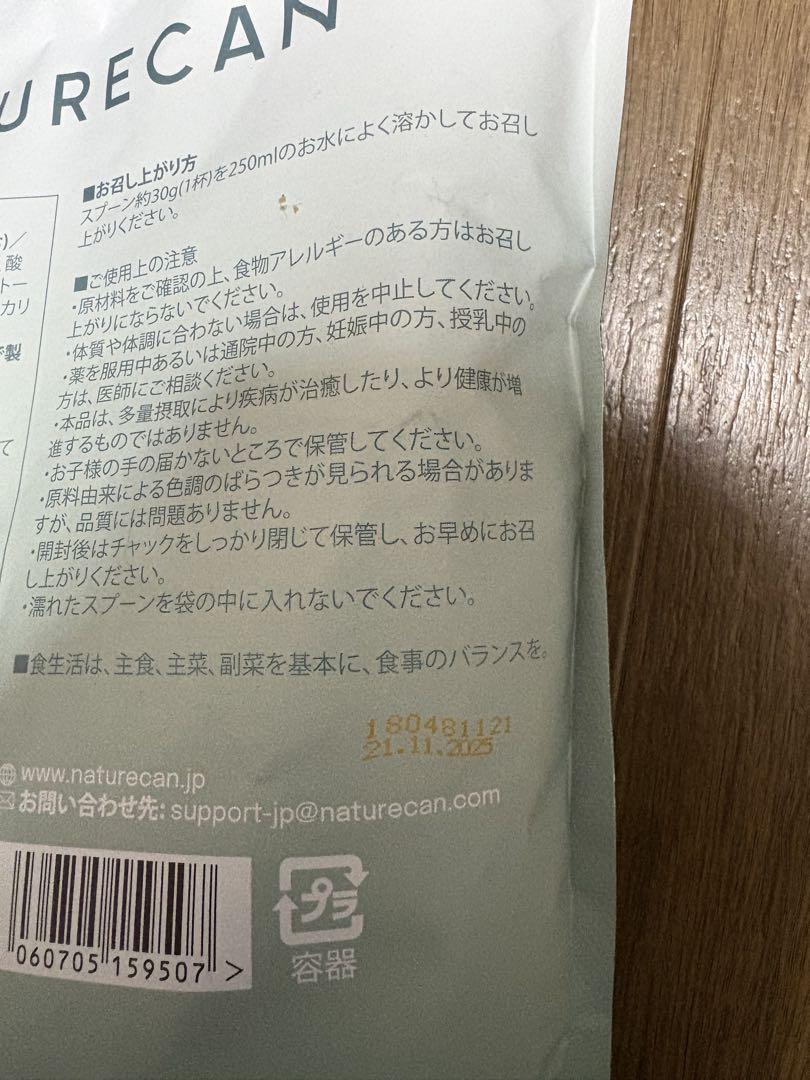 URECAN
■お召し上がり方
スプーン約30g(1杯)を250mlのお水によく溶かしてお召し
上がりください。
■ご使用上の注意
・原材料をご確認の上、食物アレルギーのある方はお召し
上がりにならないでください。
・体質や体調に合わない場合は、使用を中止してください。
・薬を服用中あるいは通院中の方、妊娠中の方、授乳中の
方は、医師にご相談ください。
・本品は、多量摂取により疾病が治癒したり、より健康が増
進するものではありません。
・お子様の手の届かないところで保管してください。
・原料由来による色調のばらつきが見られる場合がありま
すが、品質には問題ありません。
・開封後はチャックをしっかり閉じて保管し、お早めにお召
し上がりください。
・濡れたスプーンを袋の中に入れないでください。
■食生活は、主食、主菜、副菜を基本に、食事のバランスを。
)／
酸
トー
カリ
製
て
180481121
21.11.2025
www.naturecan.jp
お問い合わせ先: support-jp@naturecan.com
060705 159507 >
プラ
容器